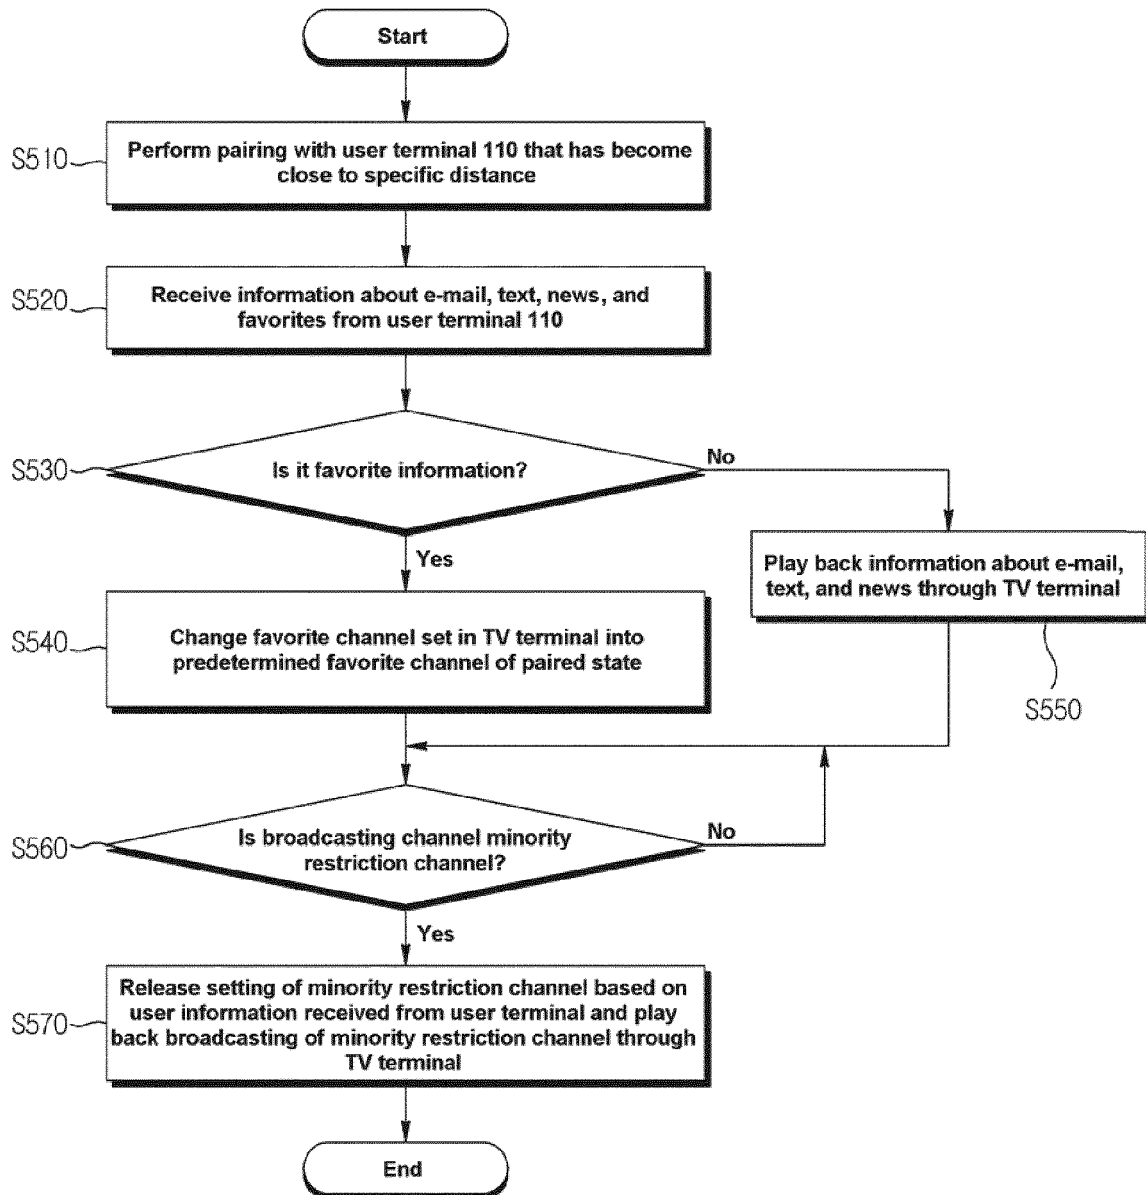 Start
S510
Perform pairing with user terminal 110 that has become
close to specific distance
S520
Receive information about e-mail, text, news, and
favorites from user terminal 110
S530
Is it favorite information?
No
Yes
Play back information about e-mail,
text, and news through TV terminal
S550
S540
Change favorite channel set in TV terminal into
predetermined favorite channel of paired state
S560
Is broadcasting channel minority
restriction channel?
No
Yes
S570
Release setting of minority restriction channel based on
user information received from user terminal and play
back broadcasting of minority restriction channel through
TV terminal
End